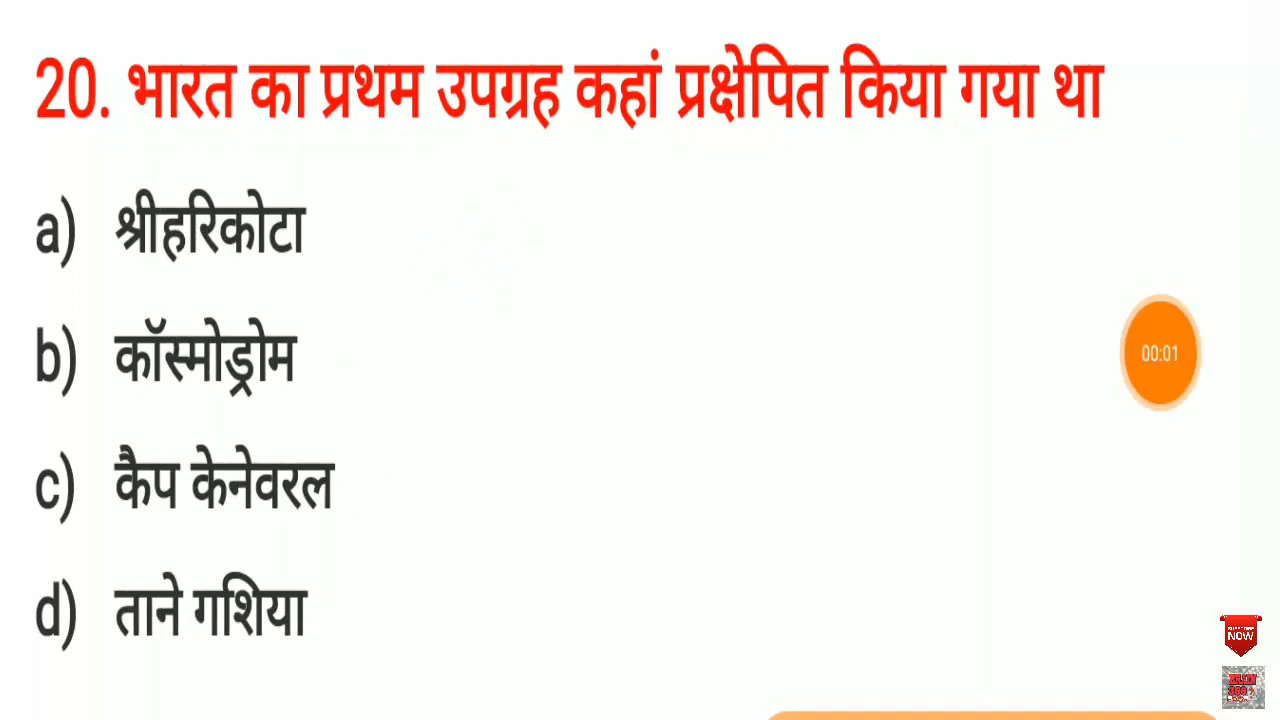 20. भारत का प्रथम उपग्रह कहां प्रक्षेपित किया गया था
a) श्रीहरिकोटा
b) कॉस्मोड्रोम
00:01
c) कैप केनेवरल
d) ताने गशिया
NOW